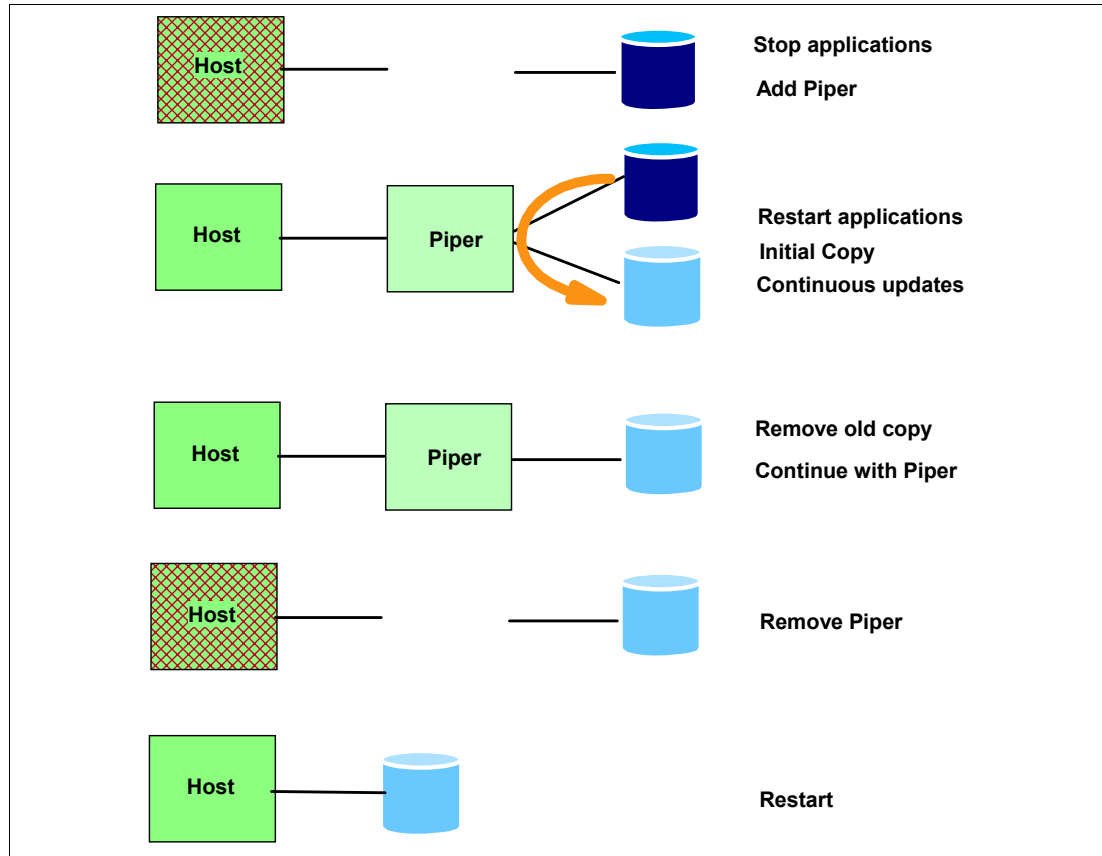 Host
Stop applications
Add Piper
Host
Piper
Restart applications
Initial Copy
Continuous updates
Host
Piper
Remove old copy
Continue with Piper
Host
Remove Piper
Host
Restart